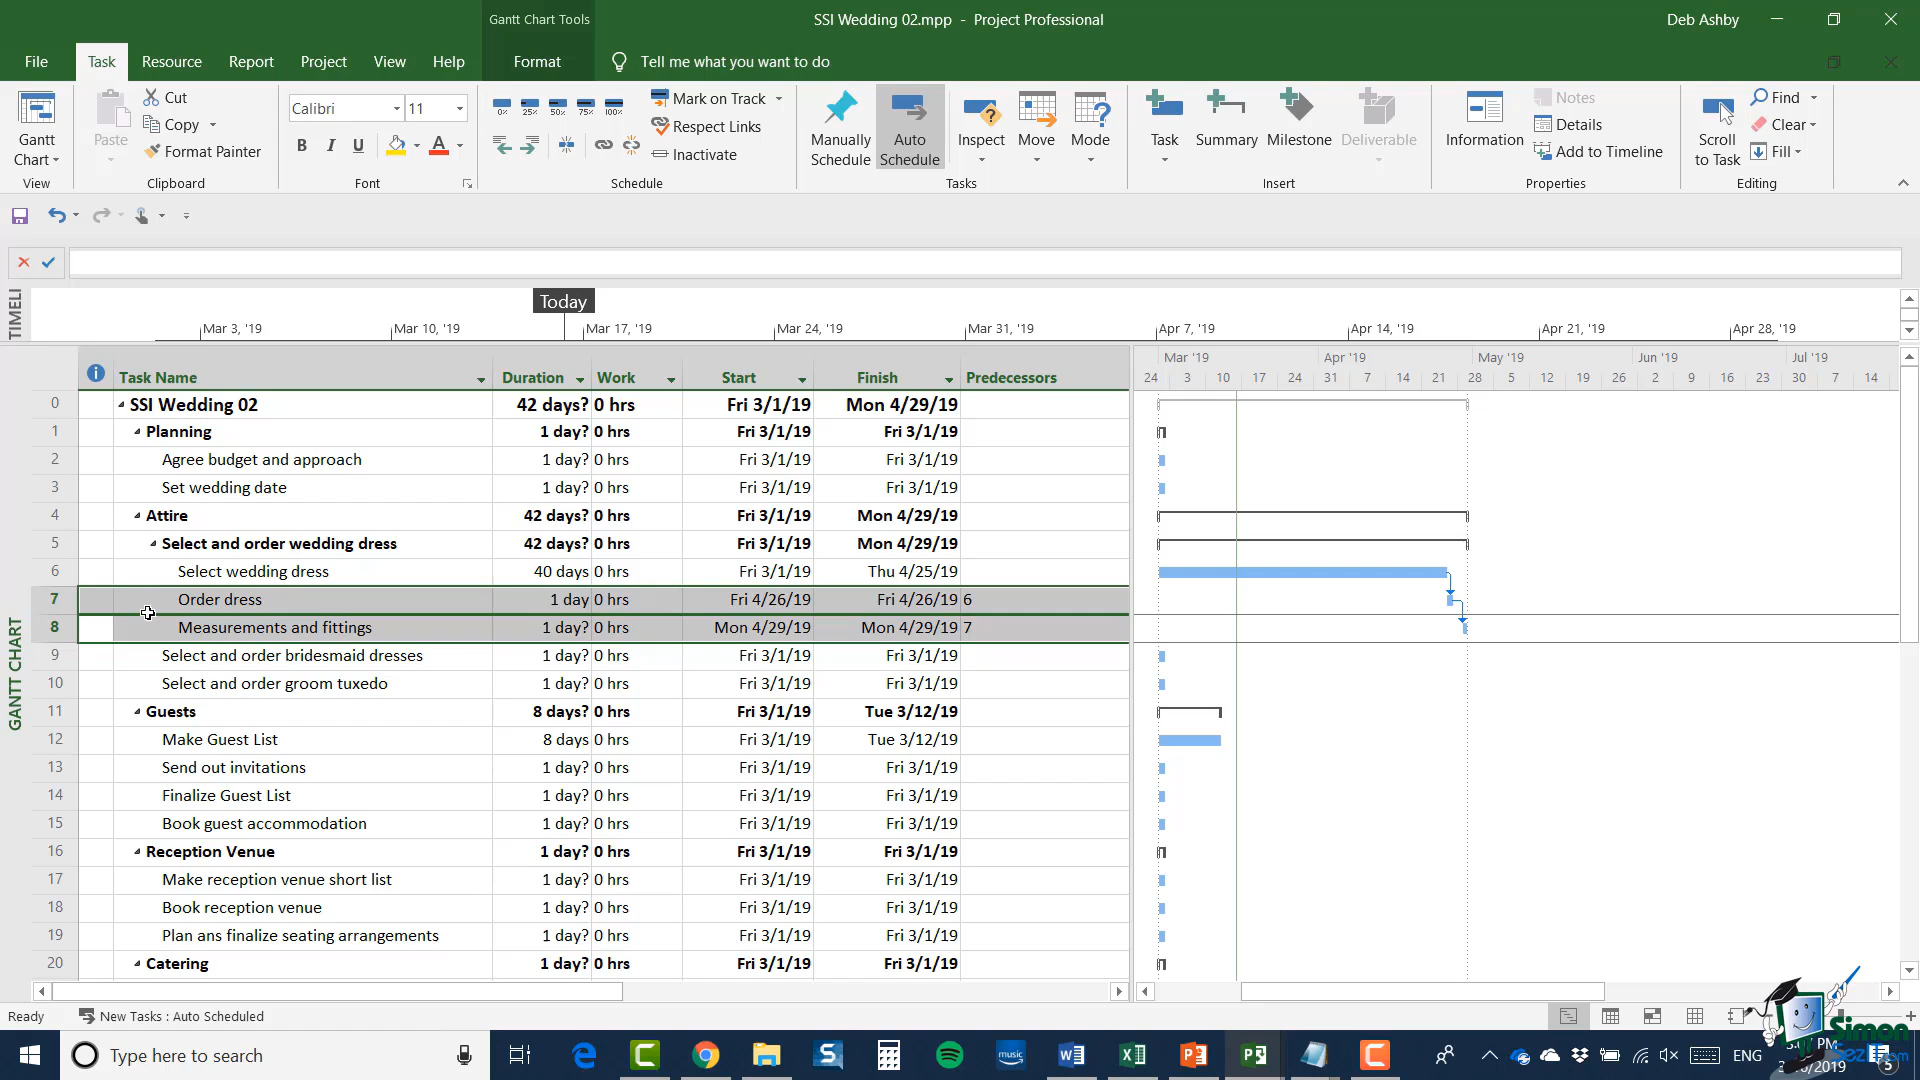 Gantt Chart Tools
SSI Wedding 02.mpp - Project Professional
Deb Ashby
File Task Resource Report Project View Help Format Tell me what you want to do
Gantt Chart
View
Paste
Cut
Copy
Format Painter
Clipboard
Calibri 11
B I U A
Font
0% 25% 50% 75% 100%
Mark on Track
Respect Links
Inactivate
Schedule
Manually Schedule
Auto Schedule
Inspect
Move
Mode
Tasks
Task
Summary
Milestone
Deliverable
Insert
Information
Notes
Details
Add to Timeline
Properties
Scroll to Task
Find
Clear
Fill
Editing
TIMELI
Today
Mar 3, '19 Mar 10, '19 Mar 17, '19 Mar 24, '19 Mar 31, '19 Apr 7, '19 Apr 14, '19 Apr 21, '19 Apr 28, '19
GANTT CHART
Task Name Duration Work Start Finish Predecessors
Mar '19 Apr '19 May '19 Jun '19 Jul '19
24 3 10 17 24 31 7 14 21 28 5 12 19 26 2 9 16 23 30 7 14
0 SSI Wedding 02 42 days? 0 hrs Fri 3/1/19 Mon 4/29/19
1 Planning 1 day? 0 hrs Fri 3/1/19 Fri 3/1/19
2 Agree budget and approach 1 day? 0 hrs Fri 3/1/19 Fri 3/1/19
3 Set wedding date 1 day? 0 hrs Fri 3/1/19 Fri 3/1/19
4 Attire 42 days? 0 hrs Fri 3/1/19 Mon 4/29/19
5 Select and order wedding dress 42 days? 0 hrs Fri 3/1/19 Mon 4/29/19
6 Select wedding dress 40 days 0 hrs Fri 3/1/19 Thu 4/25/19
7 Order dress 1 day 0 hrs Fri 4/26/19 Fri 4/26/19 6
8 Measurements and fittings 1 day? 0 hrs Mon 4/29/19 Mon 4/29/19 7
9 Select and order bridesmaid dresses 1 day? 0 hrs Fri 3/1/19 Fri 3/1/19
10 Select and order groom tuxedo 1 day? 0 hrs Fri 3/1/19 Fri 3/1/19
11 Guests 8 days? 0 hrs Fri 3/1/19 Tue 3/12/19
12 Make Guest List 8 days 0 hrs Fri 3/1/19 Tue 3/12/19
13 Send out invitations 1 day? 0 hrs Fri 3/1/19 Fri 3/1/19
14 Finalize Guest List 1 day? 0 hrs Fri 3/1/19 Fri 3/1/19
15 Book guest accommodation 1 day? 0 hrs Fri 3/1/19 Fri 3/1/19
16 Reception Venue 1 day? 0 hrs Fri 3/1/19 Fri 3/1/19
17 Make reception venue short list 1 day? 0 hrs Fri 3/1/19 Fri 3/1/19
18 Book reception venue 1 day? 0 hrs Fri 3/1/19 Fri 3/1/19
19 Plan ans finalize seating arrangements 1 day? 0 hrs Fri 3/1/19 Fri 3/1/19
20 Catering 1 day? 0 hrs Fri 3/1/19 Fri 3/1/19
Ready New Tasks : Auto Scheduled
Type here to search
music
ENG
PM
Simon
SezIT.com
5